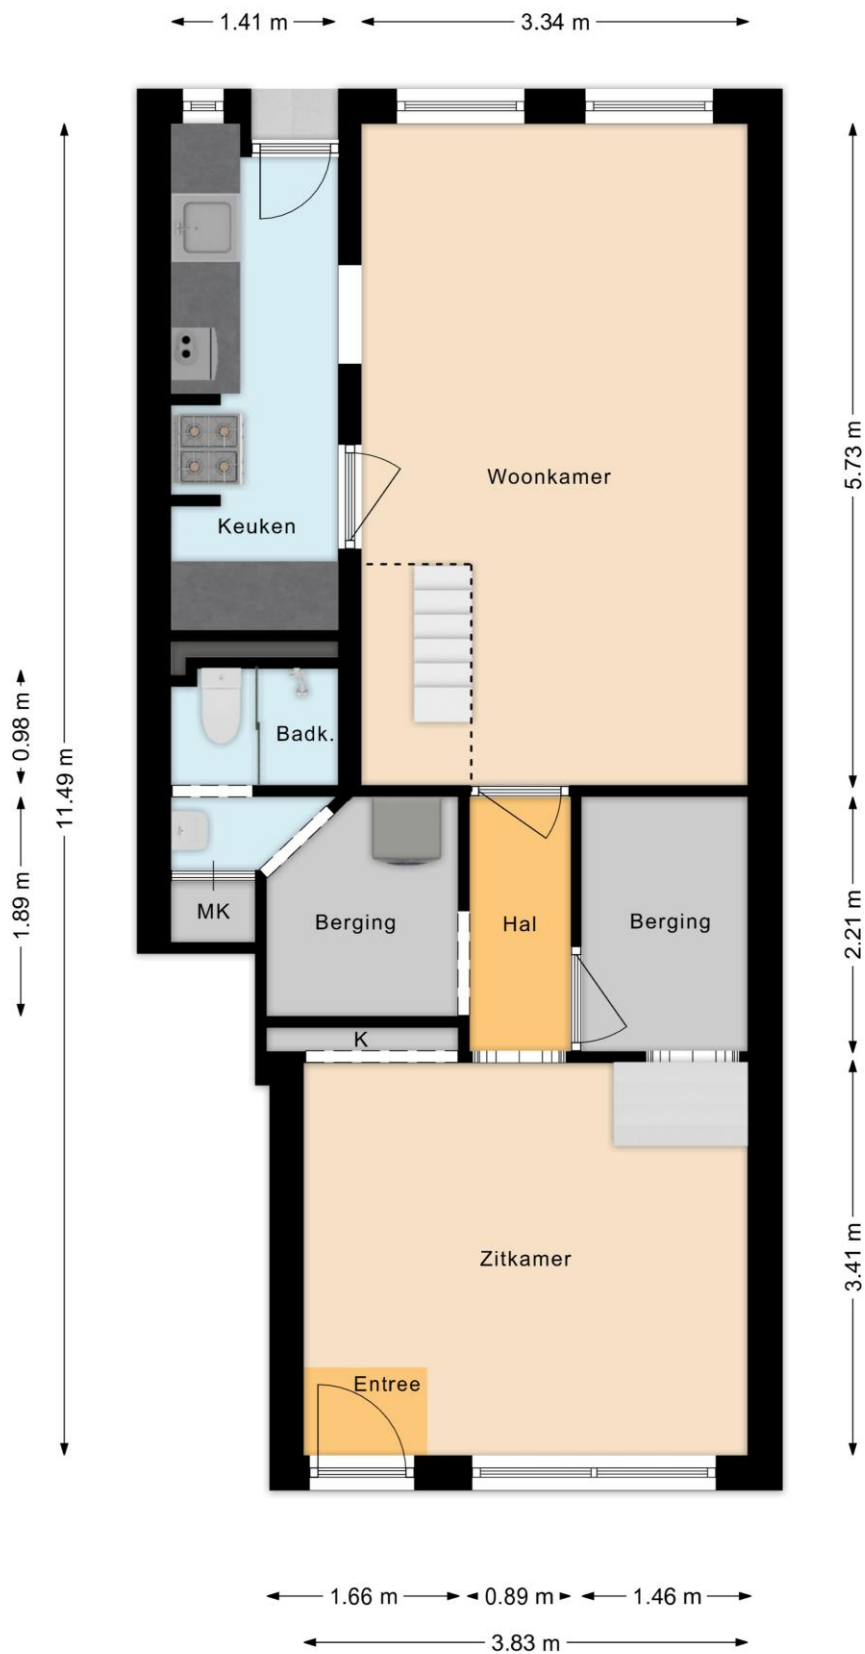 1.41 m
3.34 m
5.73 m
Woonkamer
Keuken
0.98 m
11.49 m
Badk.
1.89 m
MK
Berging
Hal
Berging
2.21 m
K
3.41 m
Zitkamer
Entree
1.66 m
0.89 m
1.46 m
3.83 m